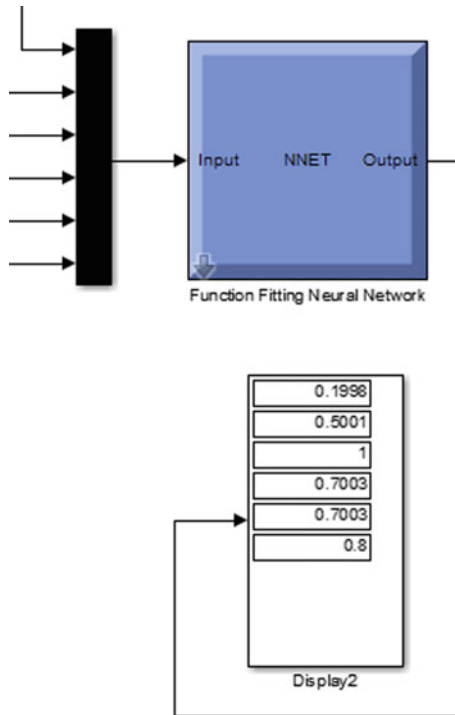 Input NNET Output
Function Fitting Neural Network
0.1998
0.5001
1
0.7003
0.7003
0.8
Display2